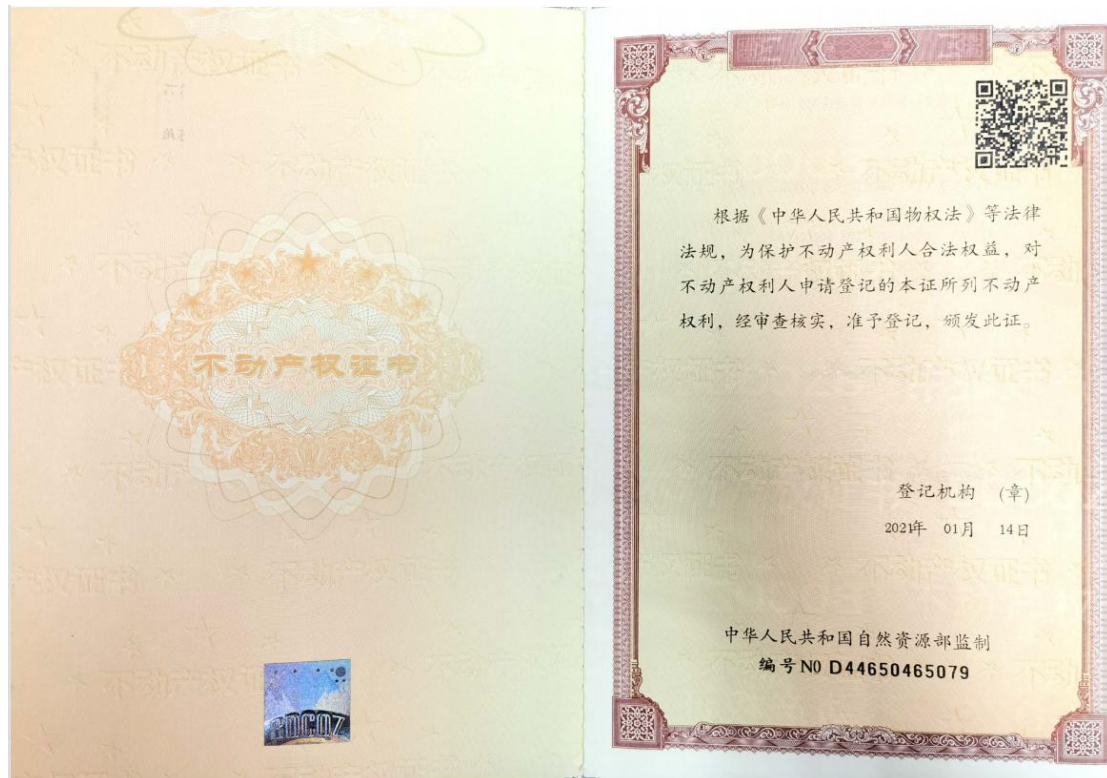 不动产权证书
根据《中华人民共和国物权法》等法律
法规，为保护不动产权利人合法权益，对
不动产权利人申请登记的本证所列不动产
权利，经审查核实，准予登记，颁发此证。
登记机构 (章)
2021年 01月 14日
中华人民共和国自然资源部监制
编号 N0 D44650465079